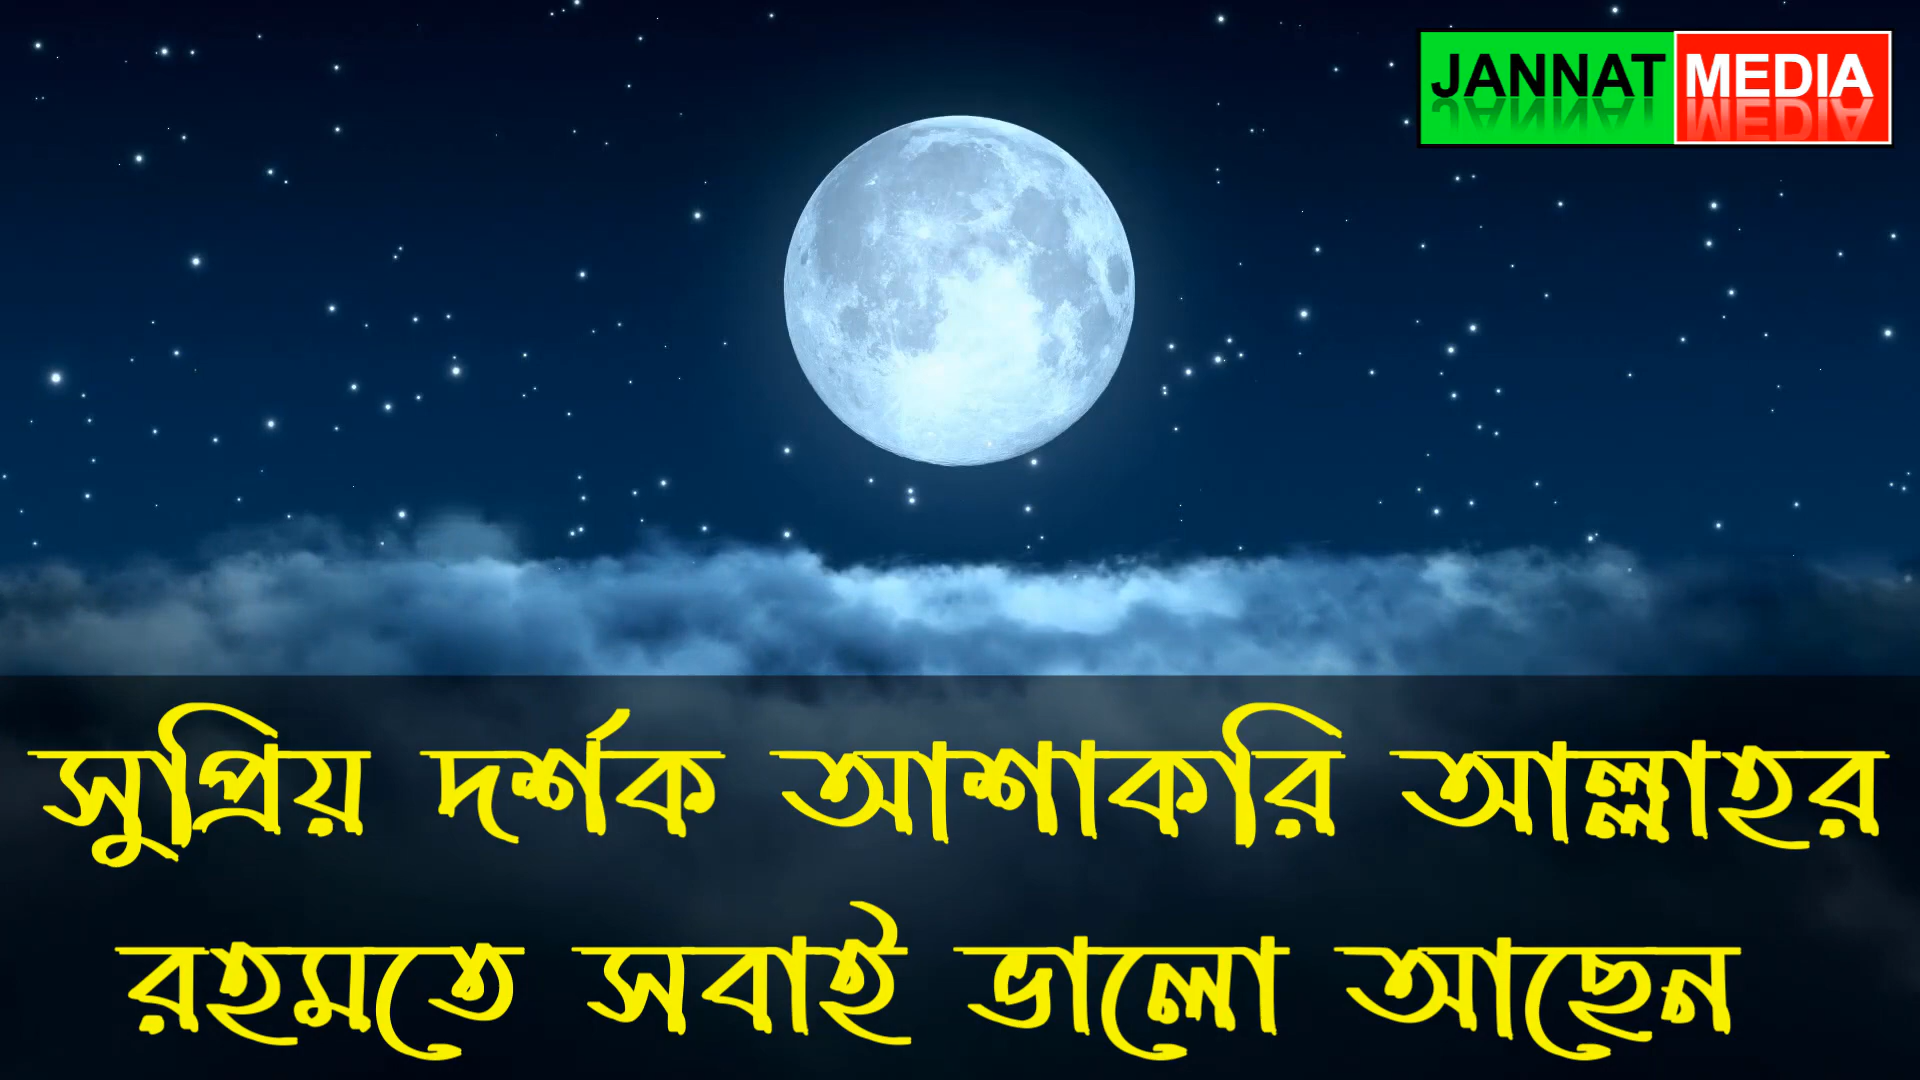 JANNAT MEDIA
সুপ্রিয় দর্শক আশাকরি আল্লাহর
রহমতে সবাই ভালো আছেন